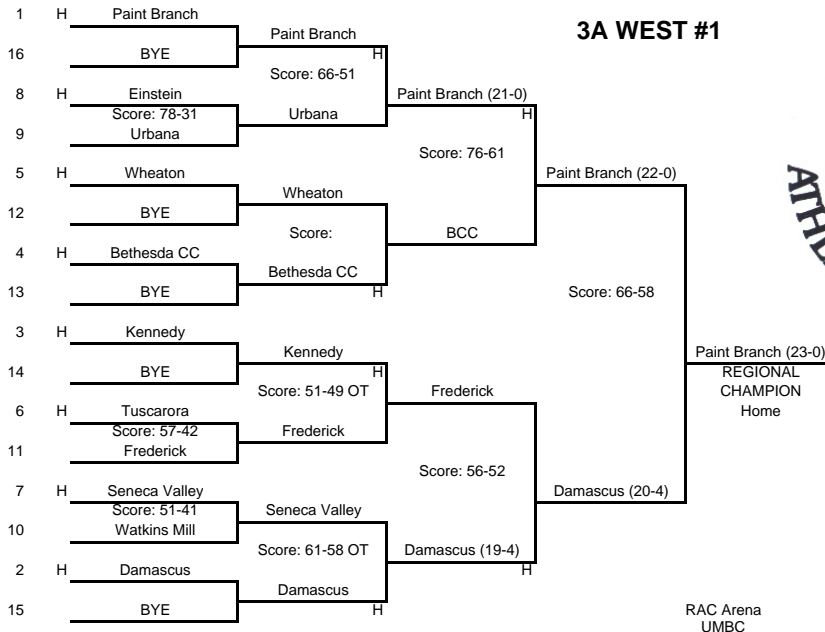 3A WEST #1
1 H Paint Branch
Paint Branch
16 BYE
H
Score: 66-51
8 H Einstein
Paint Branch (21-0)
Score: 78-31
Urbana
H
9 Urbana
Score: 76-61
5 H Wheaton
Paint Branch (22-0)
Wheaton
12 BYE
Score:
BCC
4 H Bethesda CC
Bethesda CC
13 BYE
H
Score: 66-58
3 H Kennedy
Kennedy
Paint Branch (23-0)
14 BYE
H
REGIONAL
CHAMPION
Home
Score: 51-49 OT
Frederick
6 H Tuscarora
Score: 57-42
Frederick
11 Frederick
Score: 56-52
7 H Seneca Valley
Damascus (20-4)
Score: 51-41
Seneca Valley
10 Watkins Mill
Score: 61-58 OT
Damascus (19-4)
2 H Damascus
H
Damascus
15 BYE
H
RAC Arena
UMBC